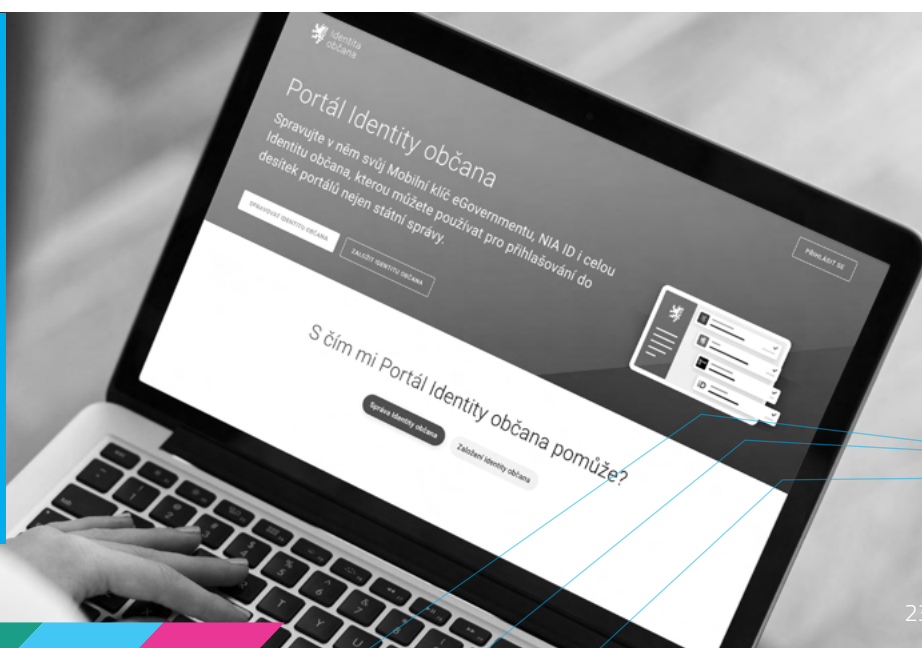 Identita
občana
PŘIHLÁSIT SE
Portál Identity občana
Spravujte v něm svůj Mobilní klíč eGovernmentu, NIA ID i celou
Identitu občana, kterou můžete používat pro přihlašování do
desítek portálů nejen státní správy.
SPRAVOVAT IDENTITU OBČANA
ZALOŽIT IDENTITU OBČANA
S čím mi Portál Identity občana pomůže?
Správa identity občana
Založení identity občana
23